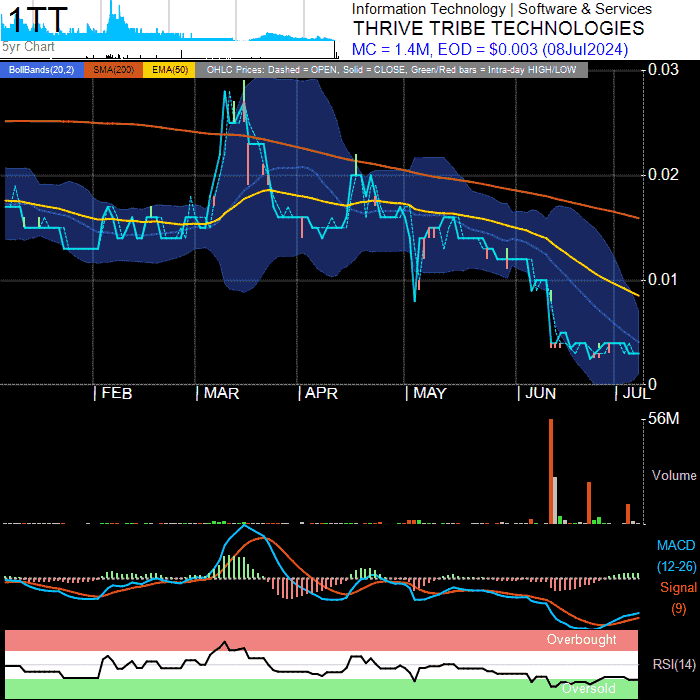 1TT
5yr Chart
Information Technology | Software & Services
THRIVE TRIBE TECHNOLOGIES
MC = 1.4M, EOD = $0.003 (08Jul2024)
BollBands(20,2) SMA(200) EMA(50) OHLC Prices: Dashed = OPEN, Solid = CLOSE, Green/Red bars = Intra-day HIGH/LOW
0.03
0.02
0.01
0
| FEB | MAR | APR | MAY | JUN | JUL
56M
Volume
MACD
(12-26)
Signal
(9)
Overbought
RSI(14)
Oversold